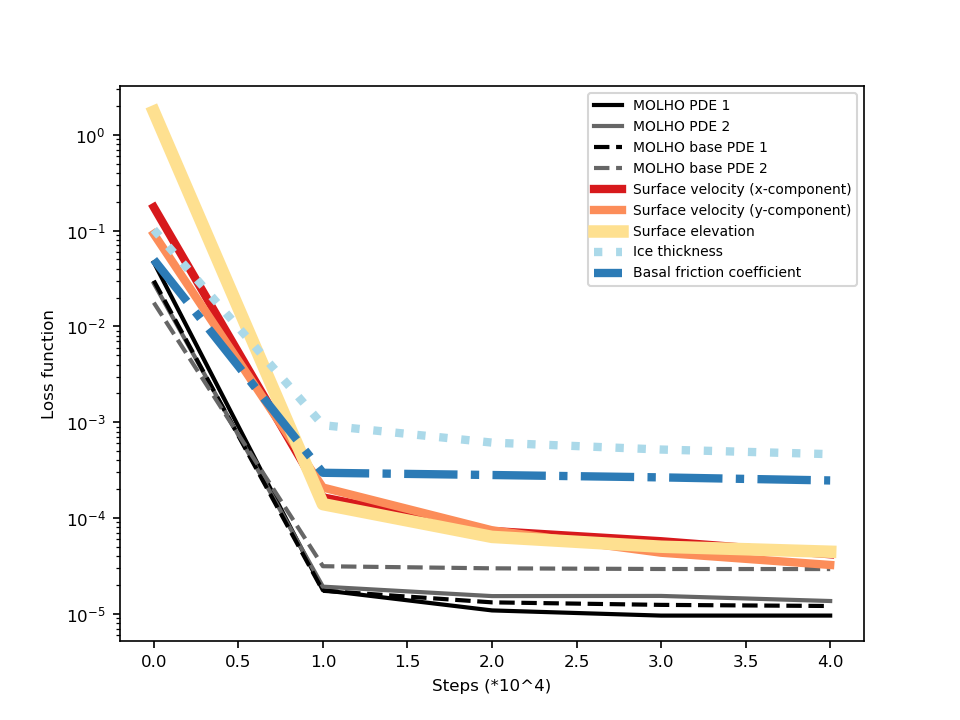 MOLHO PDE 1
MOLHO PDE 2
MOLHO base PDE 1
MOLHO base PDE 2
Surface velocity (x-component)
Surface velocity (y-component)
Surface elevation
Ice thickness
Basal friction coefficient
Loss function
10⁰
10⁻¹
10⁻²
10⁻³
10⁻⁴
10⁻⁵
0.0 0.5 1.0 1.5 2.0 2.5 3.0 3.5 4.0
Steps (*10^4)